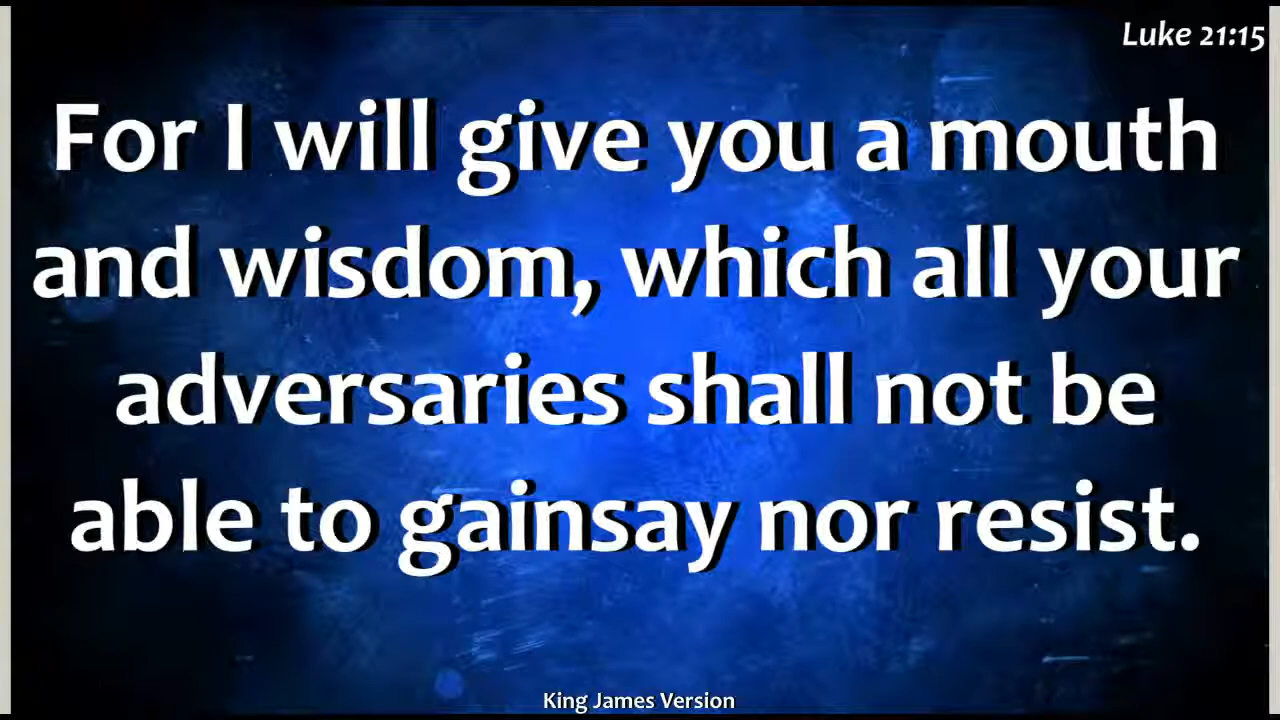 Luke 21:15
For I will give you a mouth
and wisdom, which all your
adversaries shall not be
able to gainsay nor resist.
King James Version